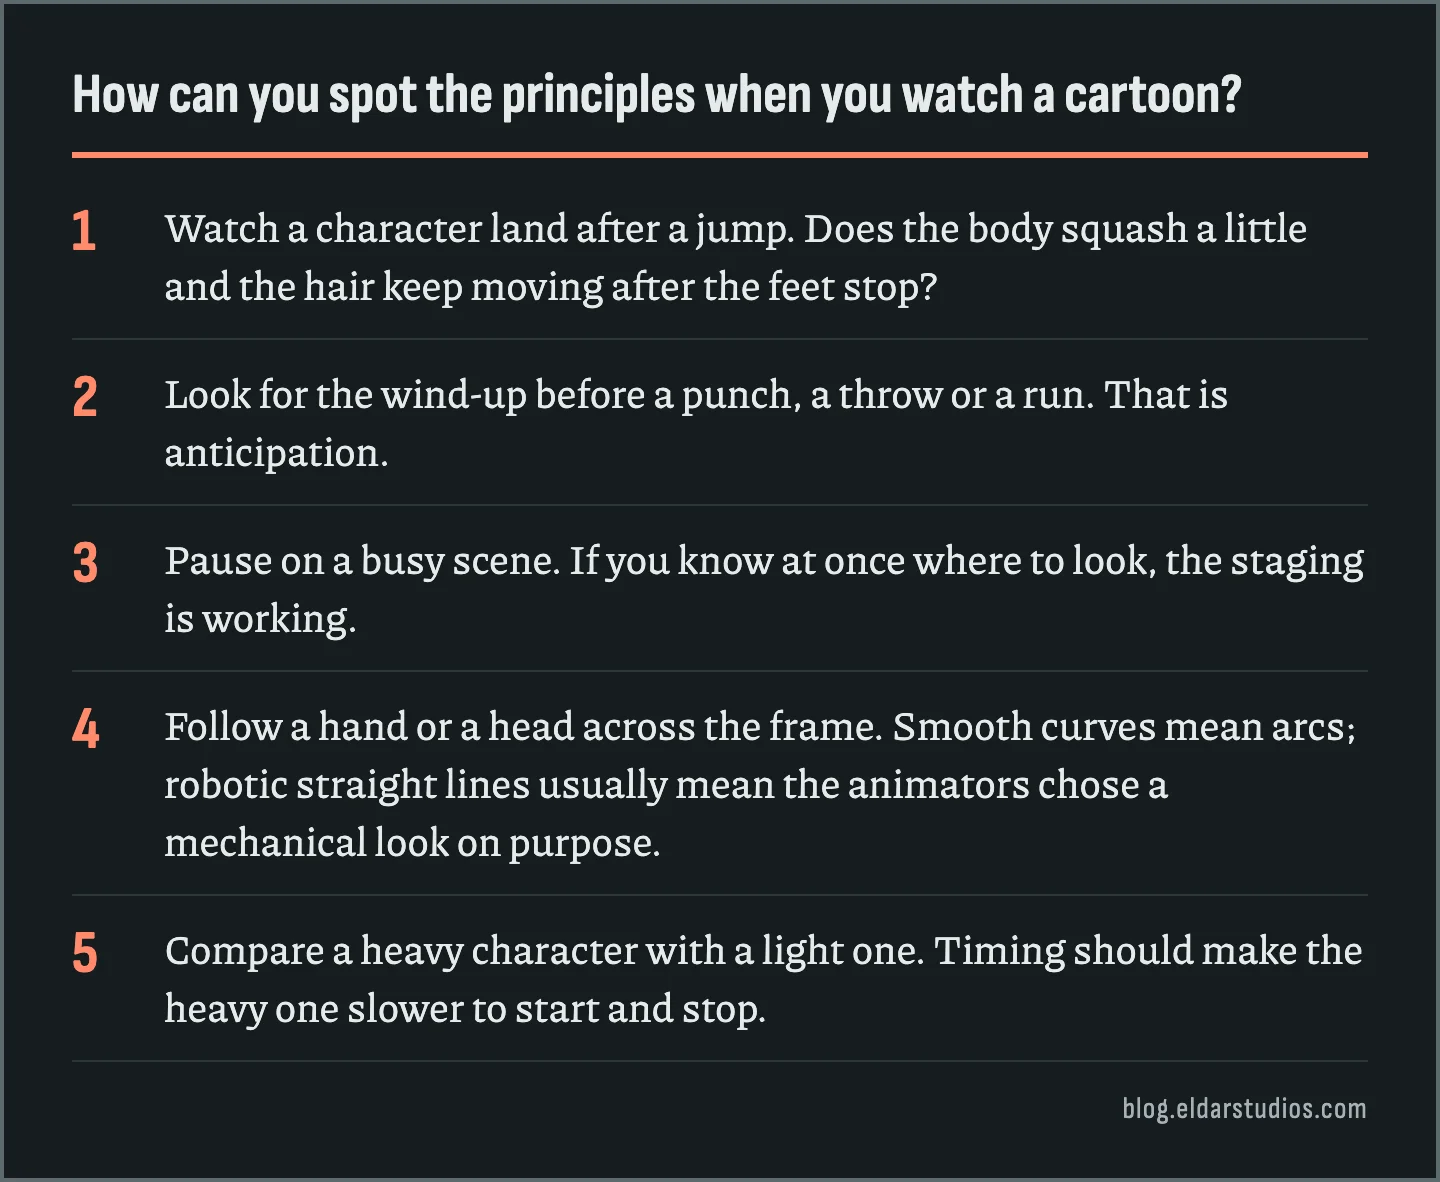 How can you spot the principles when you watch a cartoon?
1
Watch a character land after a jump. Does the body squash a little
and the hair keep moving after the feet stop?
2
Look for the wind-up before a punch, a throw or a run. That is
anticipation.
3
Pause on a busy scene. If you know at once where to look, the staging
is working.
4
Follow a hand or a head across the frame. Smooth curves mean arcs;
robotic straight lines usually mean the animators chose a
mechanical look on purpose.
5
Compare a heavy character with a light one. Timing should make the
heavy one slower to start and stop.
blog.eldarstudios.com